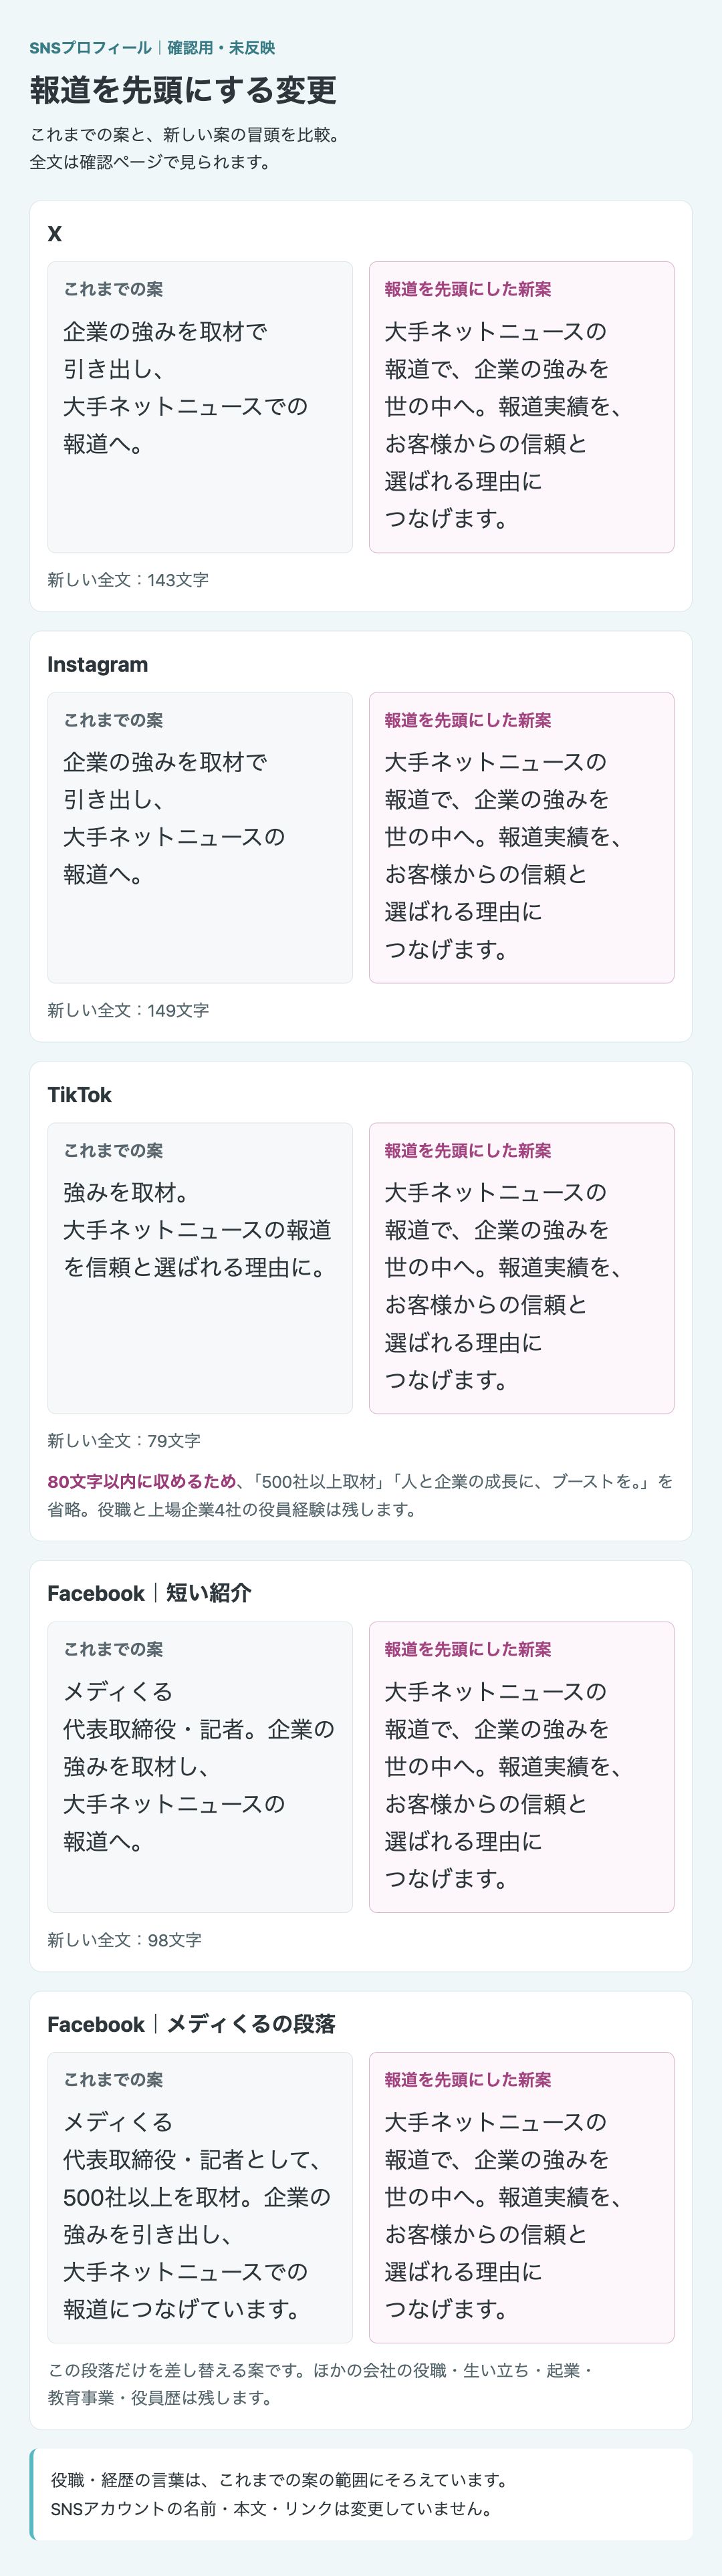 SNSプロフィール｜確認用・未反映
報道を先頭にする変更
これまでの案と、新しい案の冒頭を比較。
全文は確認ページで見られます。
X
これまでの案
企業の強みを取材で
引き出し、
大手ネットニュースでの
報道へ。
報道を先頭にした新案
大手ネットニュースの
報道で、企業の強みを
世の中へ。報道実績を、
お客様からの信頼と
選ばれる理由に
つなげます。
新しい全文：143文字
Instagram
これまでの案
企業の強みを取材で
引き出し、
大手ネットニュースの
報道へ。
報道を先頭にした新案
大手ネットニュースの
報道で、企業の強みを
世の中へ。報道実績を、
お客様からの信頼と
選ばれる理由に
つなげます。
新しい全文：149文字
TikTok
これまでの案
強みを取材。
大手ネットニュースの報道
を信頼と選ばれる理由に。
報道を先頭にした新案
大手ネットニュースの
報道で、企業の強みを
世の中へ。報道実績を、
お客様からの信頼と
選ばれる理由に
つなげます。
新しい全文：79文字
80文字以内に収めるため、「500社以上取材」「人と企業の成長に、ブーストを。」を
省略。役職と上場企業4社の役員経験は残します。
Facebook｜短い紹介
これまでの案
メディくる
代表取締役・記者。企業の
強みを取材し、
大手ネットニュースの
報道へ。
報道を先頭にした新案
大手ネットニュースの
報道で、企業の強みを
世の中へ。報道実績を、
お客様からの信頼と
選ばれる理由に
つなげます。
新しい全文：98文字
Facebook｜メディくるの段落
これまでの案
メディくる
代表取締役・記者として、
500社以上を取材。企業の
強みを引き出し、
大手ネットニュースでの
報道につなげています。
報道を先頭にした新案
大手ネットニュースの
報道で、企業の強みを
世の中へ。報道実績を、
お客様からの信頼と
選ばれる理由に
つなげます。
この段落だけを差し替える案です。ほかの会社の役職・生い立ち・起業・
教育事業・役員歴は残します。
役職・経歴の言葉は、これまでの案の範囲にそろえています。
SNSアカウントの名前・本文・リンクは変更していません。